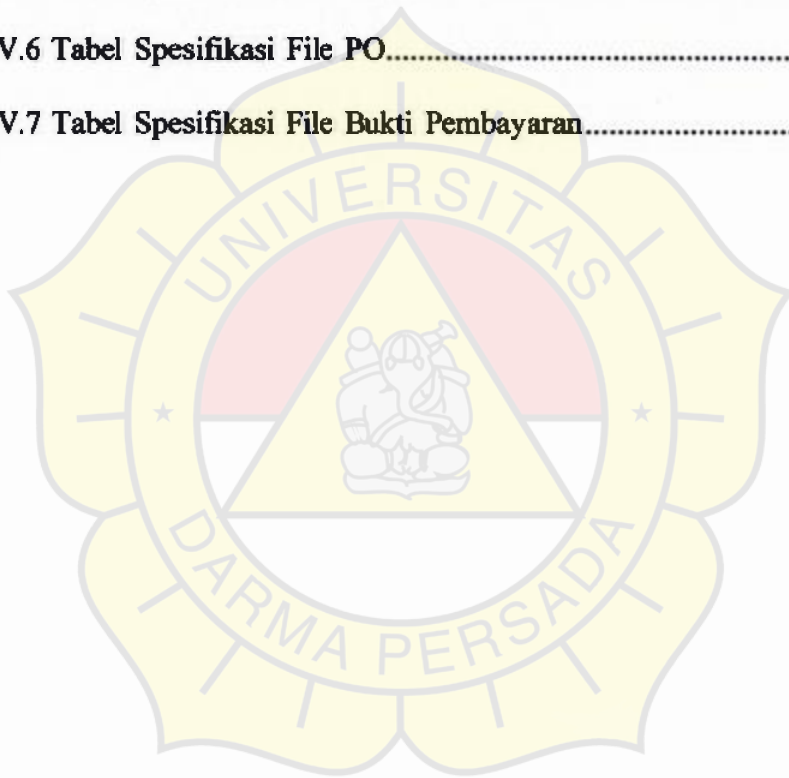 V.6 Tabel Spesifikasi File PO
V.7 Tabel Spesifikasi File Bukti Pembayaran
UNIVERSITAS
DARMA PERSADA